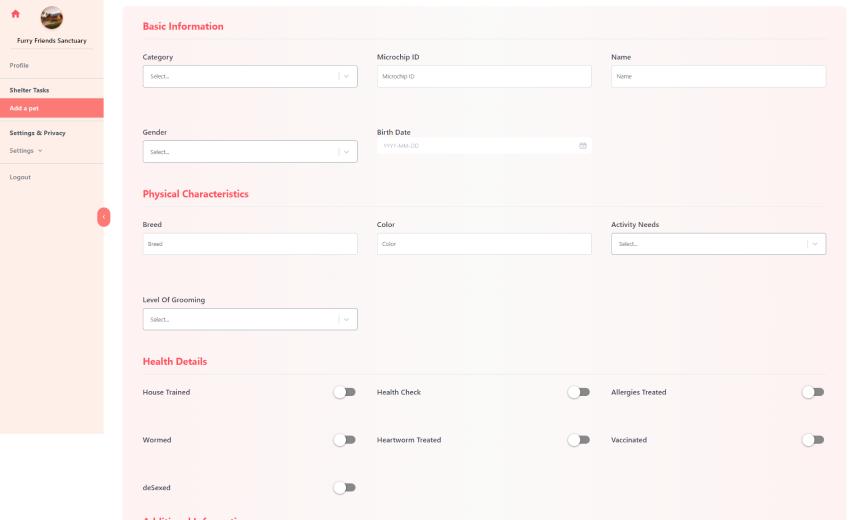 Furry Friends Sanctuary
Profile
Shelter Tasks
Add a pet
Settings & Privacy
Settings
Logout
Basic Information
Category
Microchip ID
Name
Select...
Microchip ID
Name
Gender
Birth Date
Select...
YYYY-MM-DD
Physical Characteristics
Breed
Color
Activity Needs
Breed
Color
Select...
Level Of Grooming
Select...
Health Details
House Trained
Health Check
Allergies Treated
Wormed
Heartworm Treated
Vaccinated
deSexed